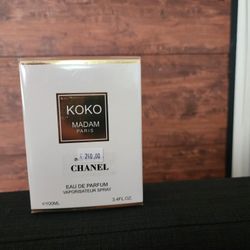 KOKO
MADAM
PARIS
CHANEL
EAU DE PARFUM
VAPORISATEUR SPRAY
100ML 3.4FL.OZ